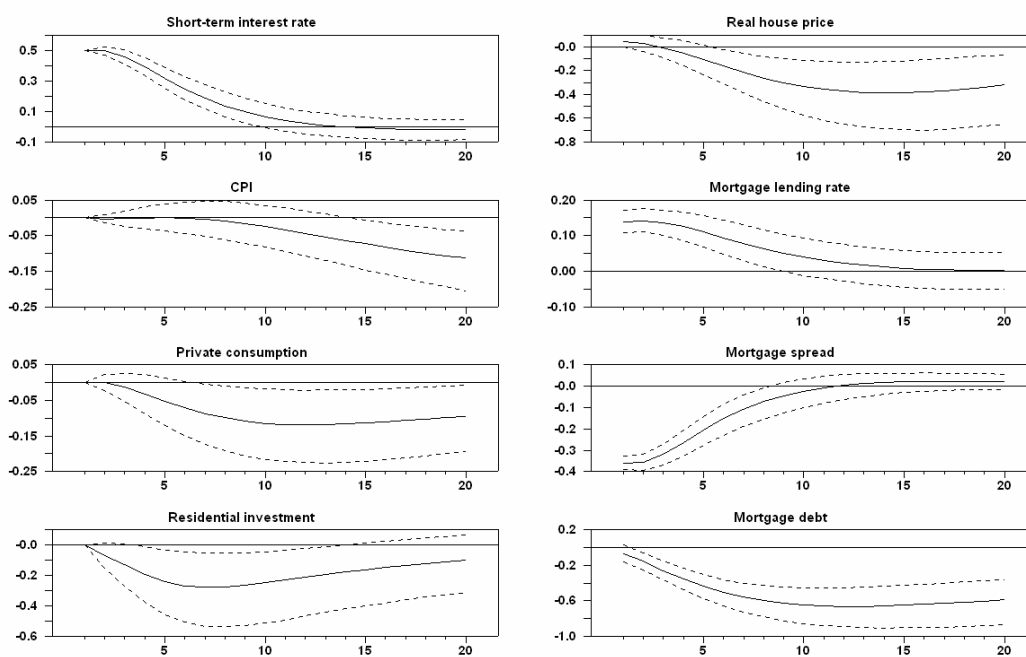 Short-term interest rate
0.5
0.3
0.1
-0.1
5 10 15 20
CPI
0.05
-0.05
-0.15
-0.25
5 10 15 20
Private consumption
0.05
-0.05
-0.15
-0.25
5 10 15 20
Residential investment
-0.0
-0.2
-0.4
-0.6
5 10 15 20
Real house price
-0.0
-0.2
-0.4
-0.6
-0.8
5 10 15 20
Mortgage lending rate
0.20
0.10
0.00
-0.10
5 10 15 20
Mortgage spread
0.1
-0.0
-0.1
-0.2
-0.3
-0.4
5 10 15 20
Mortgage debt
0.2
-0.2
-0.6
-1.0
5 10 15 20